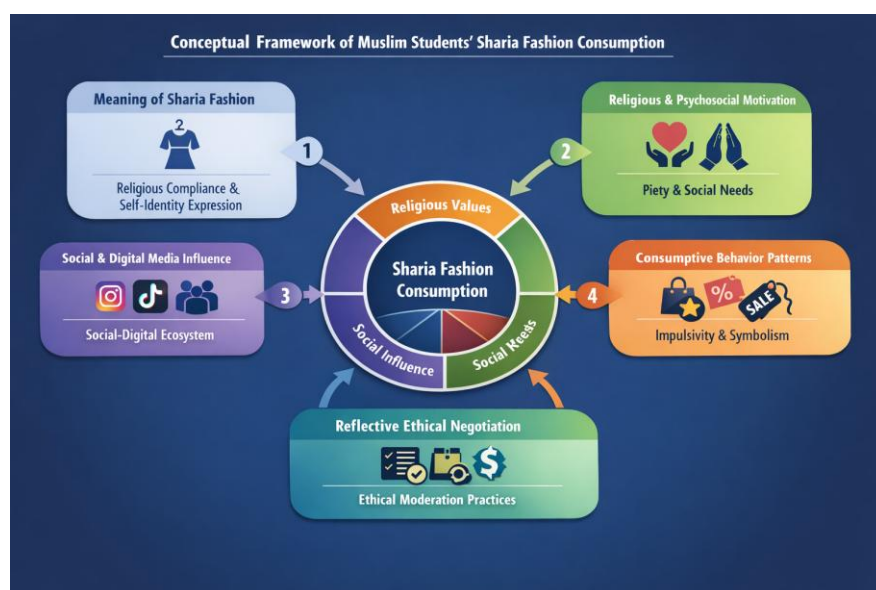 Conceptual Framework of Muslim Students' Sharia Fashion Consumption
Meaning of Sharia Fashion
2
Religious Compliance &
Self-Identity Expression
1
Religious & Psychosocial Motivation
Piety & Social Needs
2
Religious Values
Sharia Fashion
Consumption
Social Influence
Social Needs
Social & Digital Media Influence
Social-Digital Ecosystem
3
Consumptive Behavior Patterns
%
SALE
Impulsivity & Symbolism
4
Reflective Ethical Negotiation
$
Ethical Moderation Practices